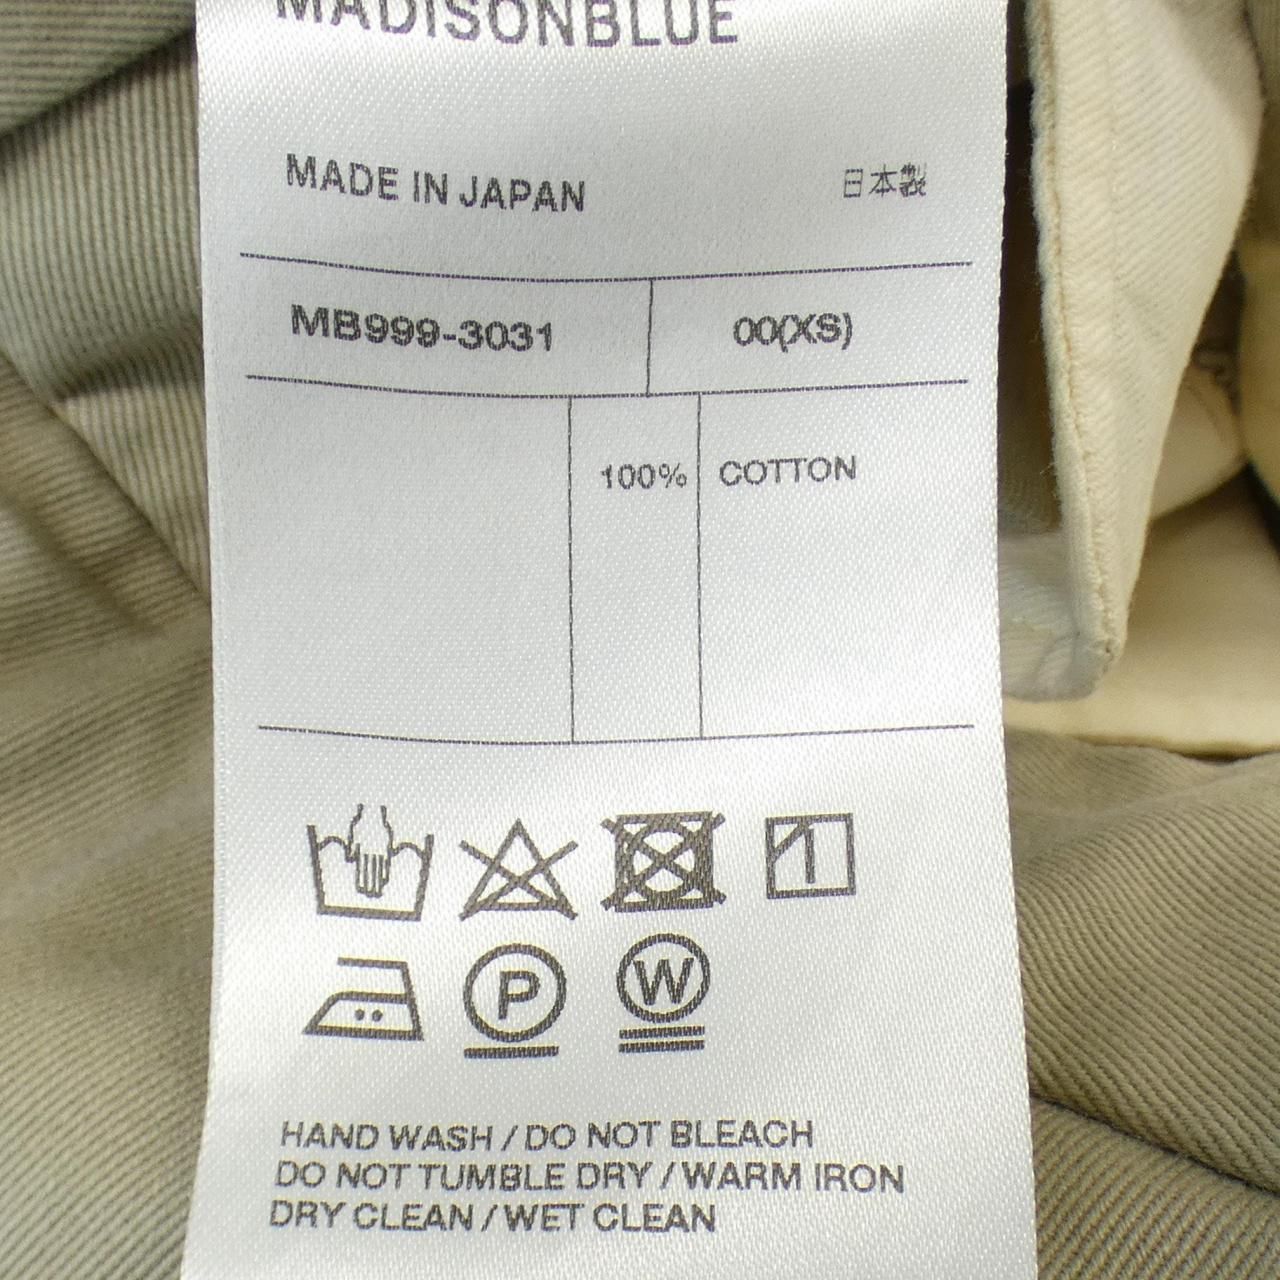 MADISONBLUE
MADE IN JAPAN 日本製
MB999-3031 00(XS)
100% COTTON
P W
HAND WASH / DO NOT BLEACH
DO NOT TUMBLE DRY / WARM IRON
DRY CLEAN / WET CLEAN